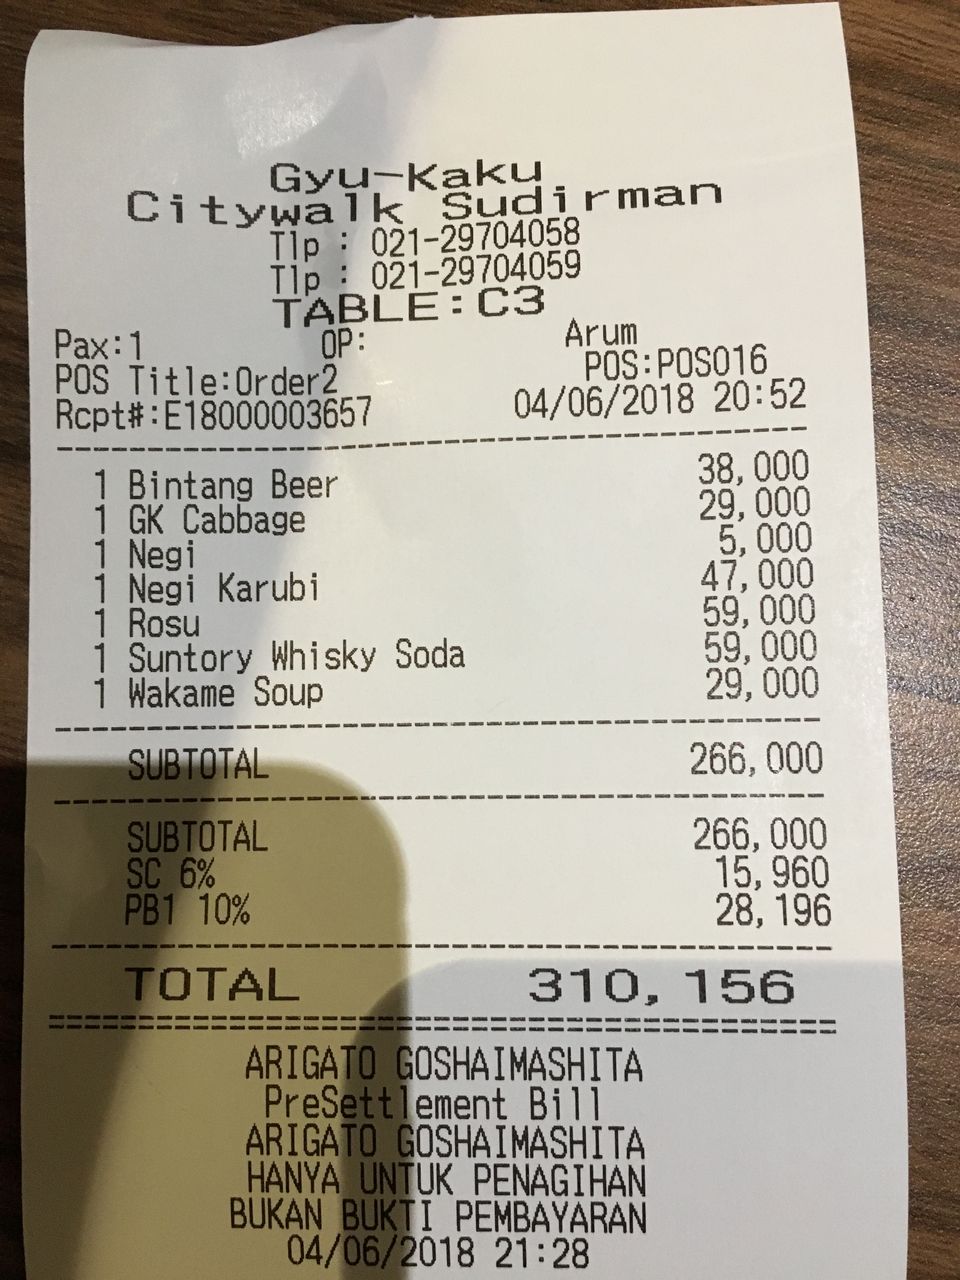 Gyu-Kaku
Citywalk Sudirman
Tlp : 021-29704058
Tlp : 021-29704059
TABLE:C3
Pax:1 OP: Arum
POS Title:Order2 POS:POS016
Rcpt#:E18000003657 04/06/2018 20:52
1 Bintang Beer 38,000
1 GK Cabbage 29,000
1 Negi 5,000
1 Negi Karubi 47,000
1 Rosu 59,000
1 Suntory Whisky Soda 59,000
1 Wakame Soup 29,000
SUBTOTAL 266,000
SUBTOTAL 266,000
SC 6% 15,960
PB1 10% 28,196
TOTAL 310,156
ARIGATO GOSHAIMASHITA
PreSettlement Bill
ARIGATO GOSHAIMASHITA
HANYA UNTUK PENAGIHAN
BUKAN BUKTI PEMBAYARAN
04/06/2018 21:28